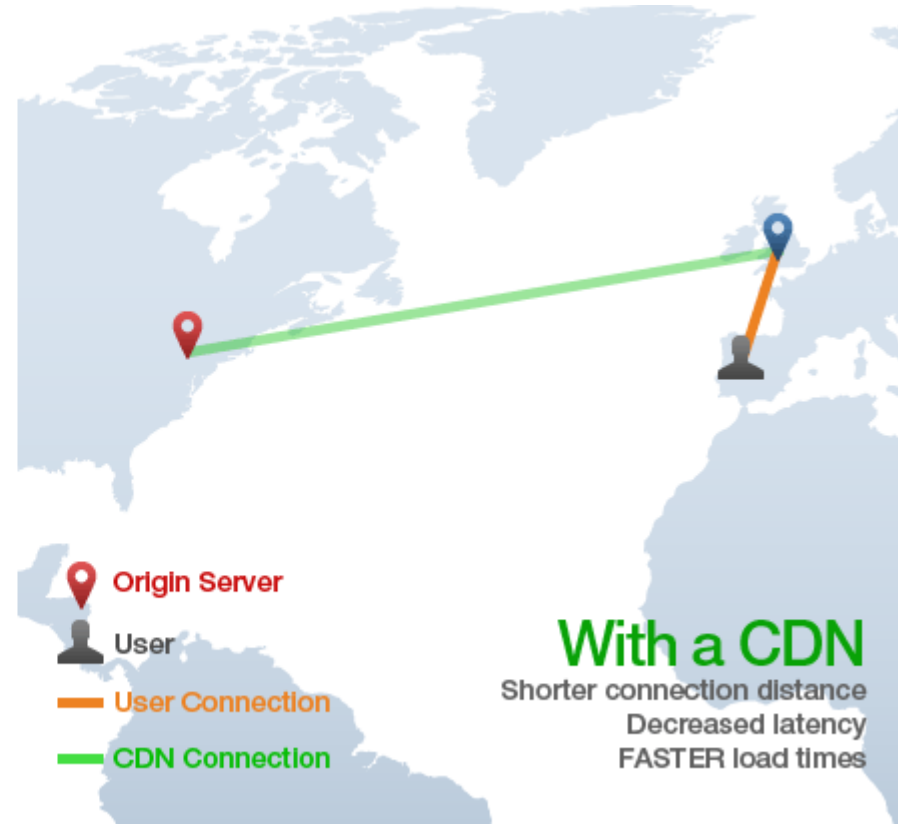 Origin Server
User
User Connection
CDN Connection
With a CDN
Shorter connection distance
Decreased latency
FASTER load times